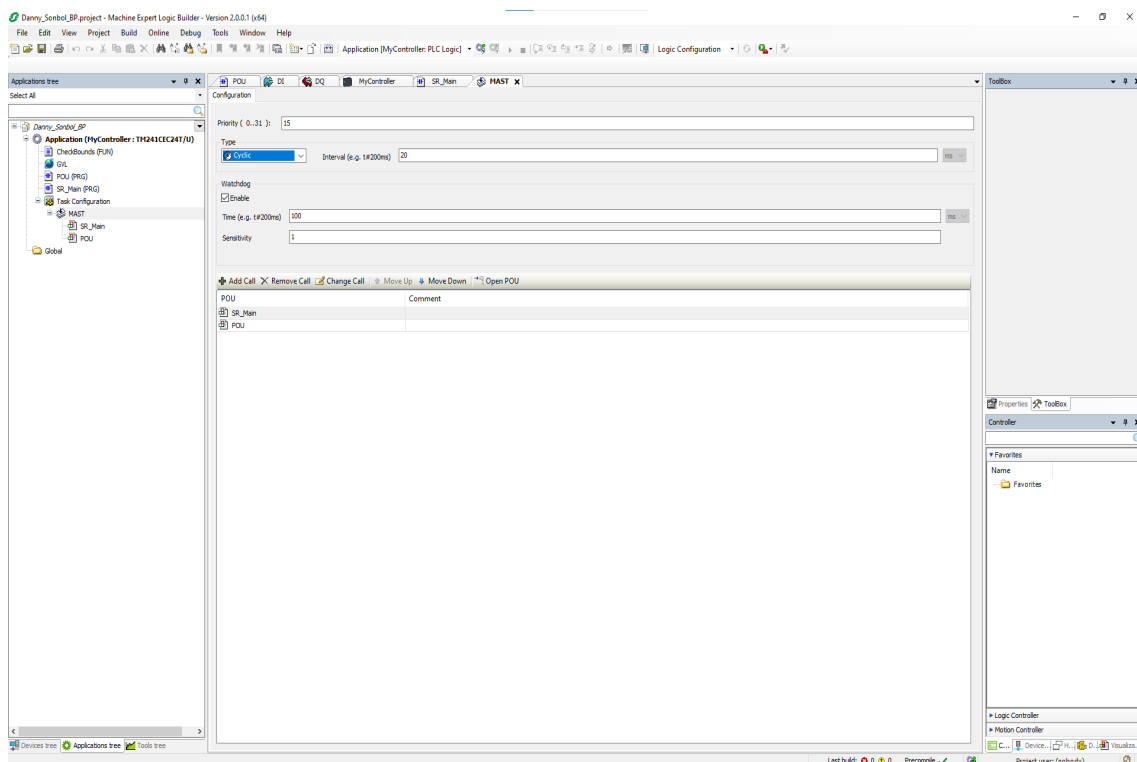 Danny_Sonbol_BP.project - Machine Expert Logic Builder - Version 2.0.0.1 (x64)
File Edit View Project Build Online Debug Tools Window Help
Application [MyController: PLC Logic] Logic Configuration
Applications tree
Select All
Danny_Sonbol_BP
Application (MyController : TM241CEC24T/U)
CheckBounds (FUN)
GVL
POU (PRG)
SR_Main (PRG)
Task Configuration
MAST
SR_Main
POU
Global
Devices tree Applications tree Tools tree
POU DI DQ MyController SR_Main MAST
Configuration
Priority ( 0..31 ): 15
Type
Cyclic Interval (e.g. t#200ms) 20 ms
Watchdog
Enable
Time (e.g. t#200ms) 100 ms
Sensitivity 1
Add Call Remove Call Change Call Move Up Move Down Open POU
POU Comment
SR_Main
POU
ToolBox
Properties ToolBox
Controller
Favorites
Name
Favorites
Logic Controller
Motion Controller
C... Device... H... D... Visualiza...
Last build: 0 0 Precompile Project user: (nobody)